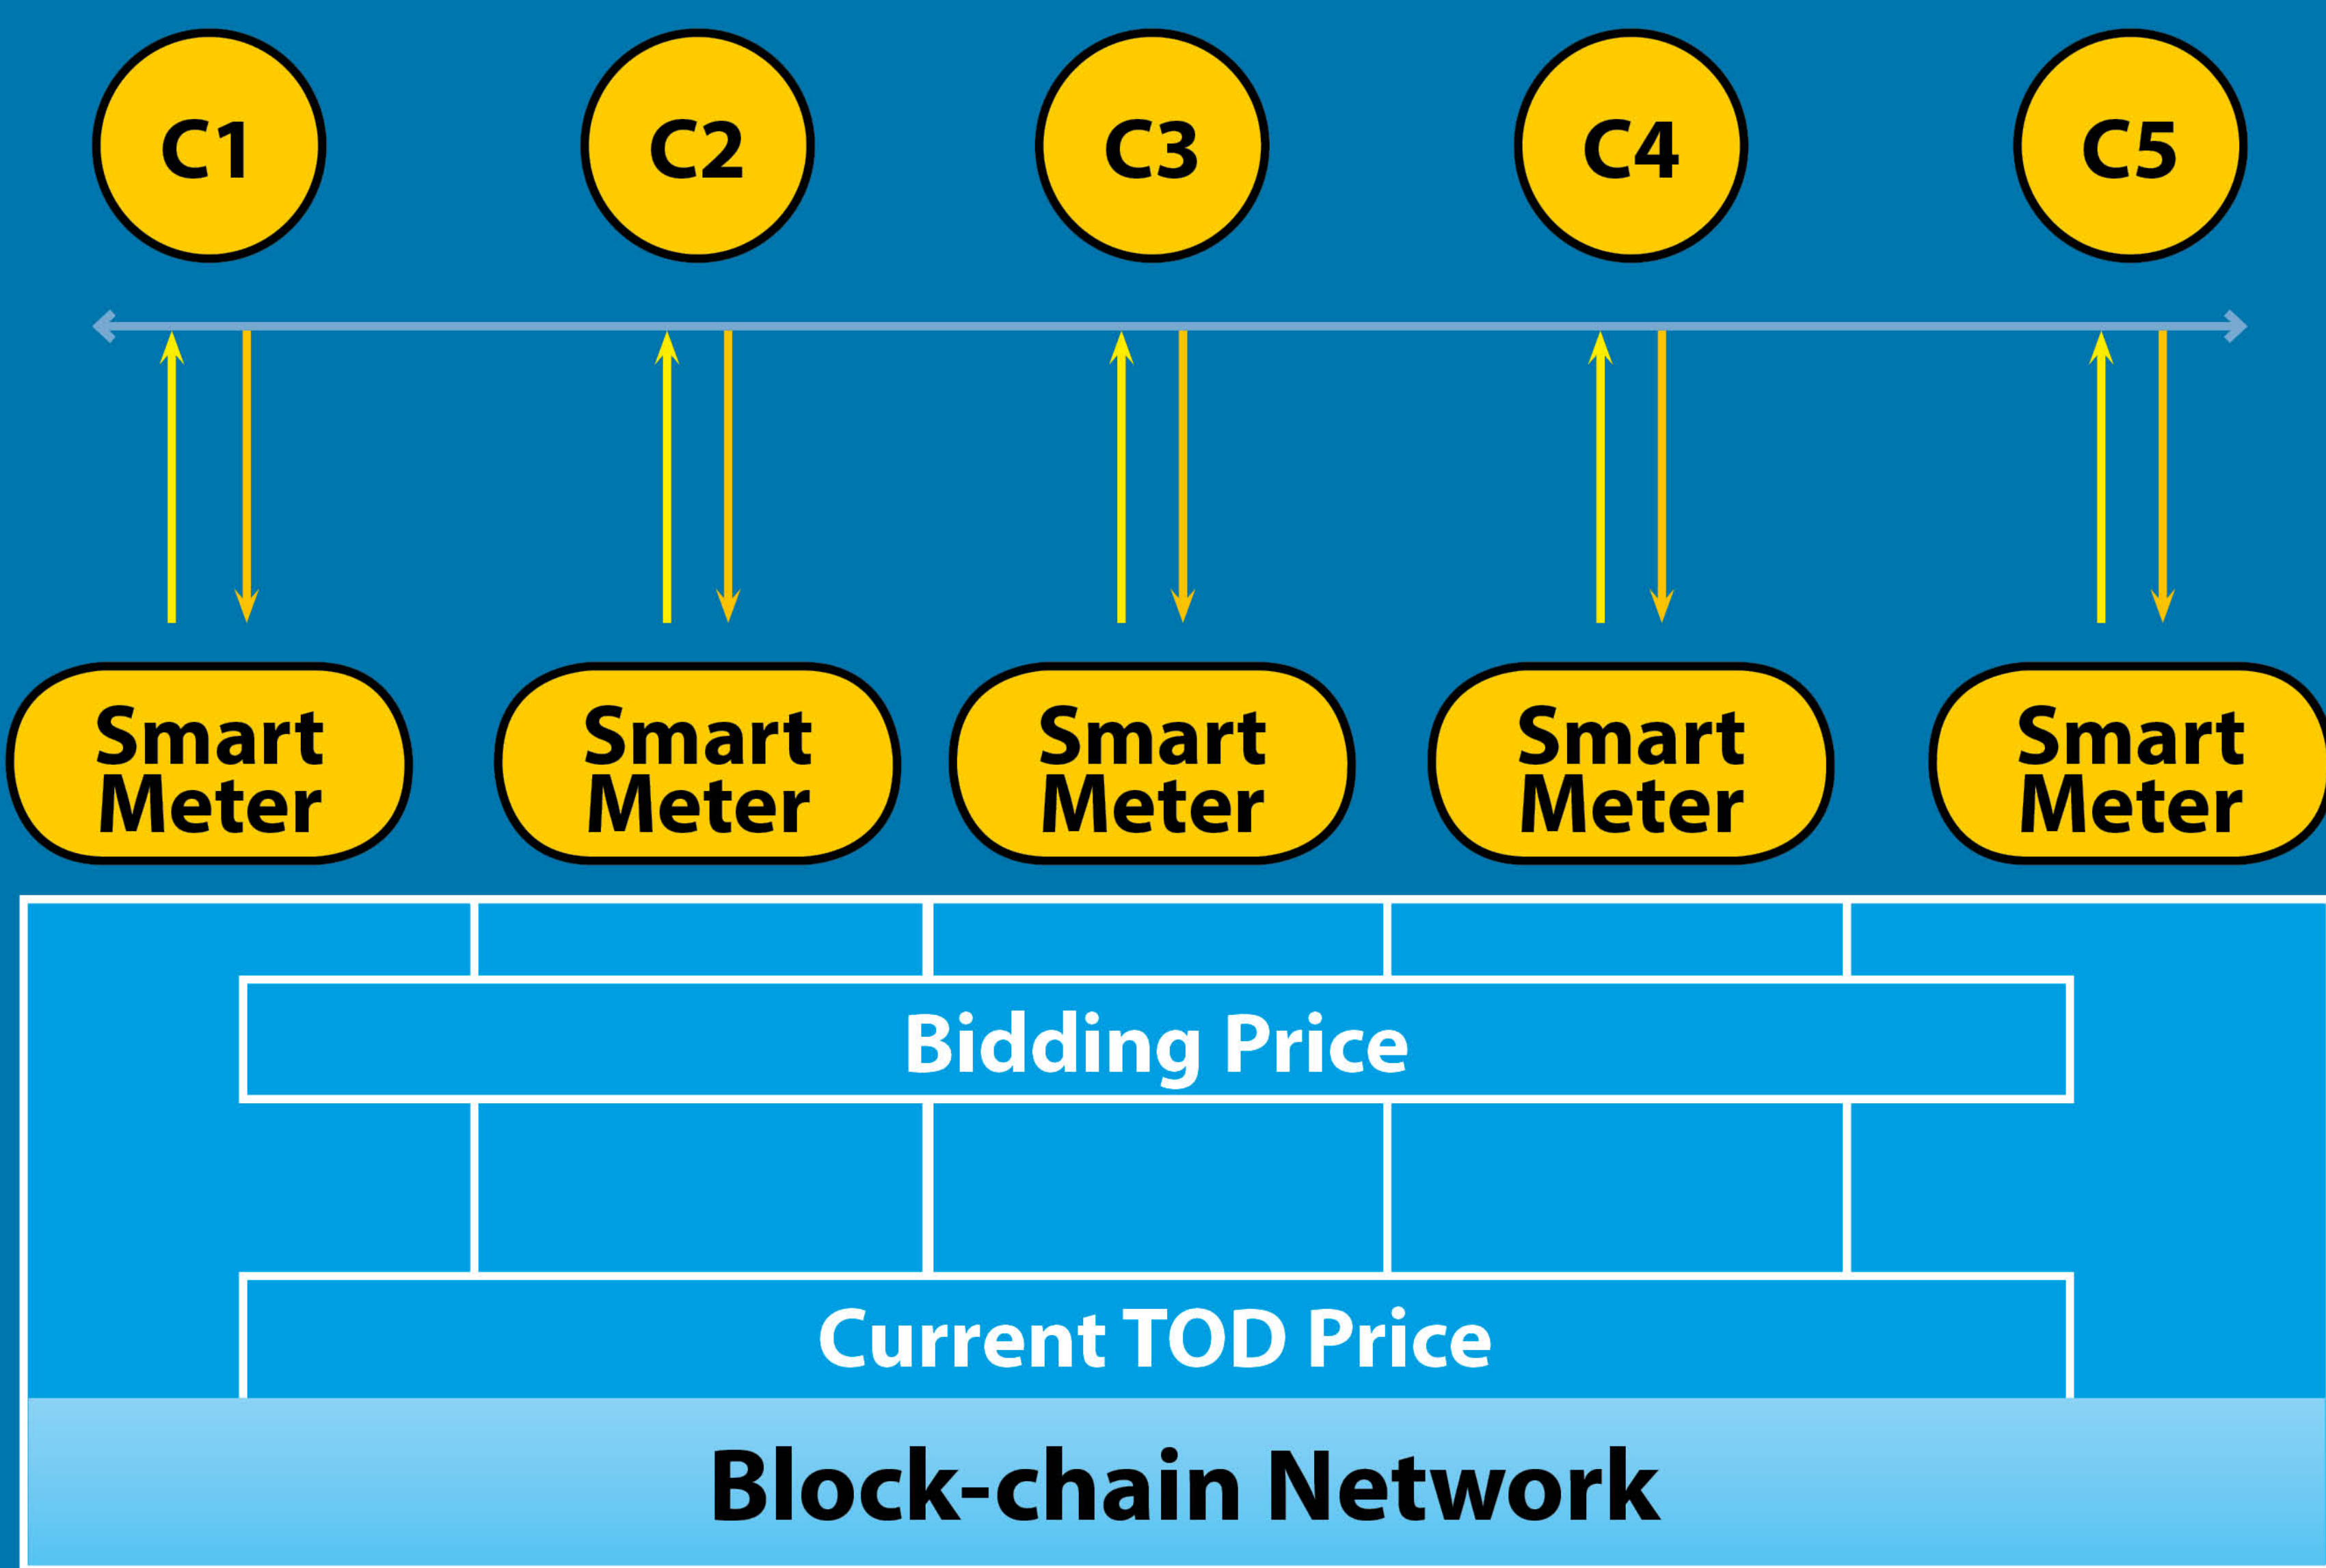 C1
C2
C3
C4
C5
Smart
Meter
Smart
Meter
Smart
Meter
Smart
Meter
Smart
Meter
Bidding Price
Current TOD Price
Block-chain Network